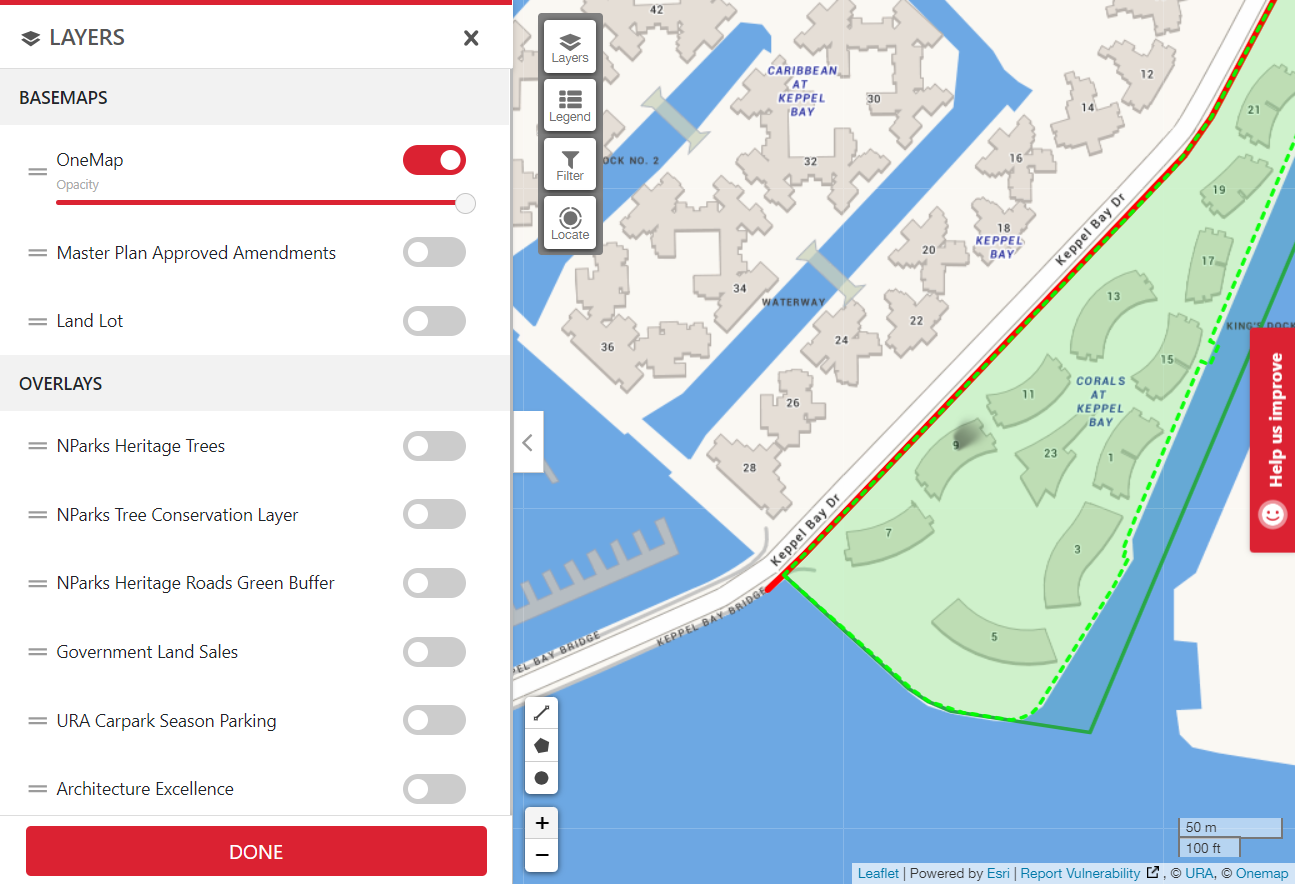 LAYERS
BASEMAPS
OneMap
Opacity
Master Plan Approved Amendments
Land Lot
OVERLAYS
NParks Heritage Trees
NParks Tree Conservation Layer
NParks Heritage Roads Green Buffer
Government Land Sales
URA Carpark Season Parking
Architecture Excellence
DONE
Layers
Legend
Filter
Locate
42
CARIBBEAN
AT
KEPPEL
BAY
30
12
14
21
OCK NO. 2
32
16
19
Keppel Bay Dr
18
KEPPEL
BAY
20
17
34
13
WATERWAY
22
24
KING'S DOCK
36
15
CORALS
AT
KEPPEL
BAY
11
26
9
23
1
28
Keppel Bay Dr
7
3
KEPPEL BAY BRIDGE
PEL BAY BRIDGE
5
Help us improve
+
−
50 m
100 ft
Leaflet | Powered by Esri | Report Vulnerability , © URA, © Onemap